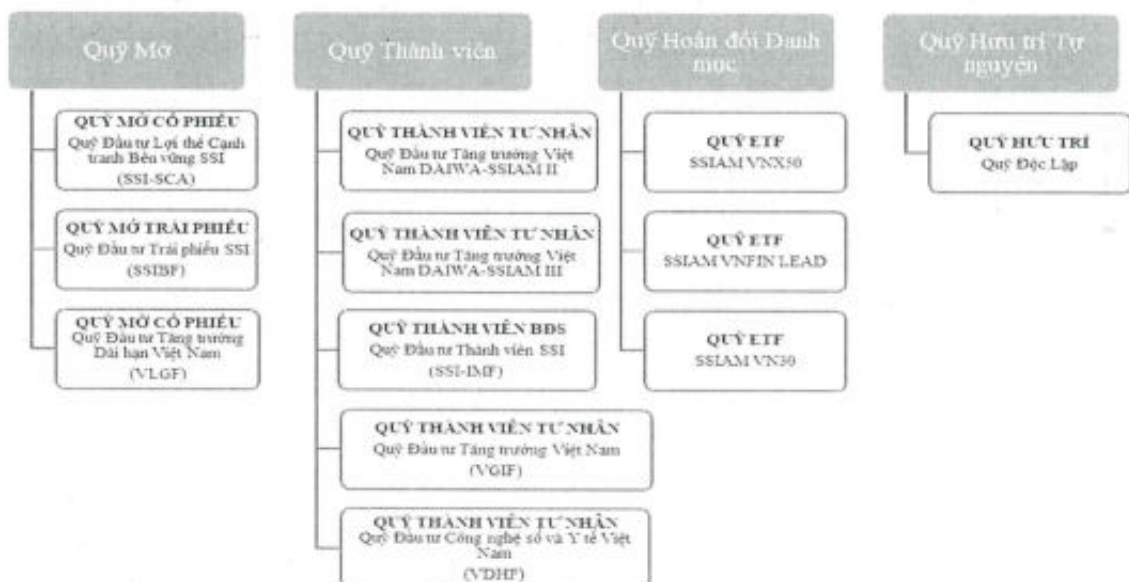 Quỹ Mở
QUỸ MỞ CỔ PHIẾU
Quỹ Đầu tư Lợi thế Cạnh
tranh Bền vững SSI
(SSI-SCA)
QUỸ MỞ TRÁI PHIẾU
Quỹ Đầu tư Trái phiếu SSI
(SSIBF)
QUỸ MỞ CỔ PHIẾU
Quỹ Đầu tư Tăng trưởng
Dài hạn Việt Nam
(VLGF)
Quỹ Thành viên
QUỸ THÀNH VIÊN TƯ NHÂN
Quỹ Đầu tư Tăng trưởng Việt
Nam DAIWA-SSIAM II
QUỸ THÀNH VIÊN TƯ NHÂN
Quỹ Đầu tư Tăng trưởng Việt
Nam DAIWA-SSIAM III
QUỸ THÀNH VIÊN BĐS
Quỹ Đầu tư Thành viên SSI
(SSI-IMF)
QUỸ THÀNH VIÊN TƯ NHÂN
Quỹ Đầu tư Tăng trưởng Việt Nam
(VGIF)
QUỸ THÀNH VIÊN TƯ NHÂN
Quỹ Đầu tư Công nghệ số và Y tế Việt
Nam
(VDHF)
Quỹ Hoán đổi Danh
mục
QUỸ ETF
SSIAM VNX50
QUỸ ETF
SSIAM VNFIN LEAD
QUỸ ETF
SSIAM VN30
Quỹ Hưu trí Tự
nguyện
QUỸ HƯU TRÍ
Quỹ Độc Lập